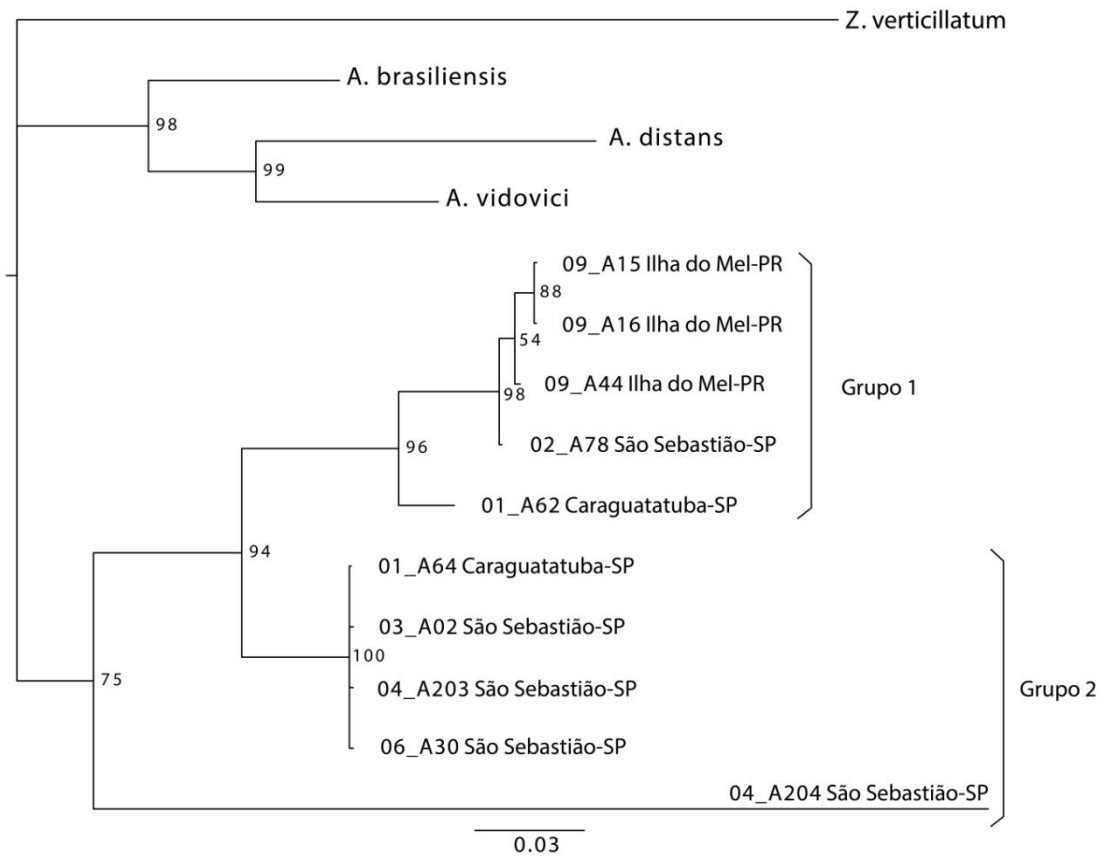 Z. verticillatum
A. brasiliensis
98
A. distans
99
A. vidovici
09_A15 Ilha do Mel-PR
88
09_A16 Ilha do Mel-PR
54
09_A44 Ilha do Mel-PR
Grupo 1
98
02_A78 São Sebastião-SP
96
01_A62 Caraguatatuba-SP
94
01_A64 Caraguatatuba-SP
03_A02 São Sebastião-SP
100
75
04_A203 São Sebastião-SP
Grupo 2
06_A30 São Sebastião-SP
04_A204 São Sebastião-SP
0.03